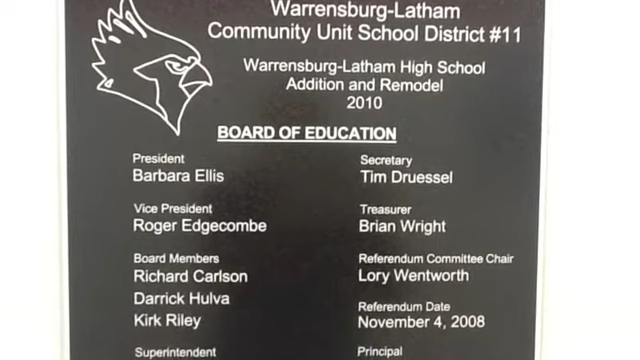 Warrensburg-Latham
Community Unit School District #11
Warrensburg-Latham High School
Addition and Remodel
2010
BOARD OF EDUCATION
President
Barbara Ellis
Secretary
Tim Druessel
Vice President
Roger Edgecombe
Treasurer
Brian Wright
Board Members
Richard Carlson
Darrick Hulva
Kirk Riley
Referendum Committee Chair
Lory Wentworth
Referendum Date
November 4, 2008
Superintendent
Principal